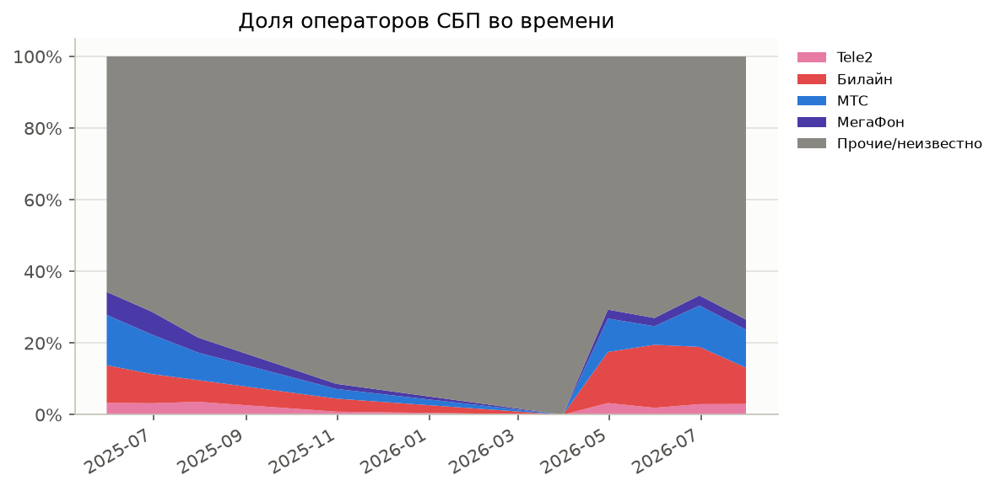 Доля операторов СБП во времени
100%
80%
60%
40%
20%
0%
2025-07
2025-09
2025-11
2026-01
2026-03
2026-05
2026-07
Tele2
Билайн
МТС
МегаФон
Прочие/неизвестно